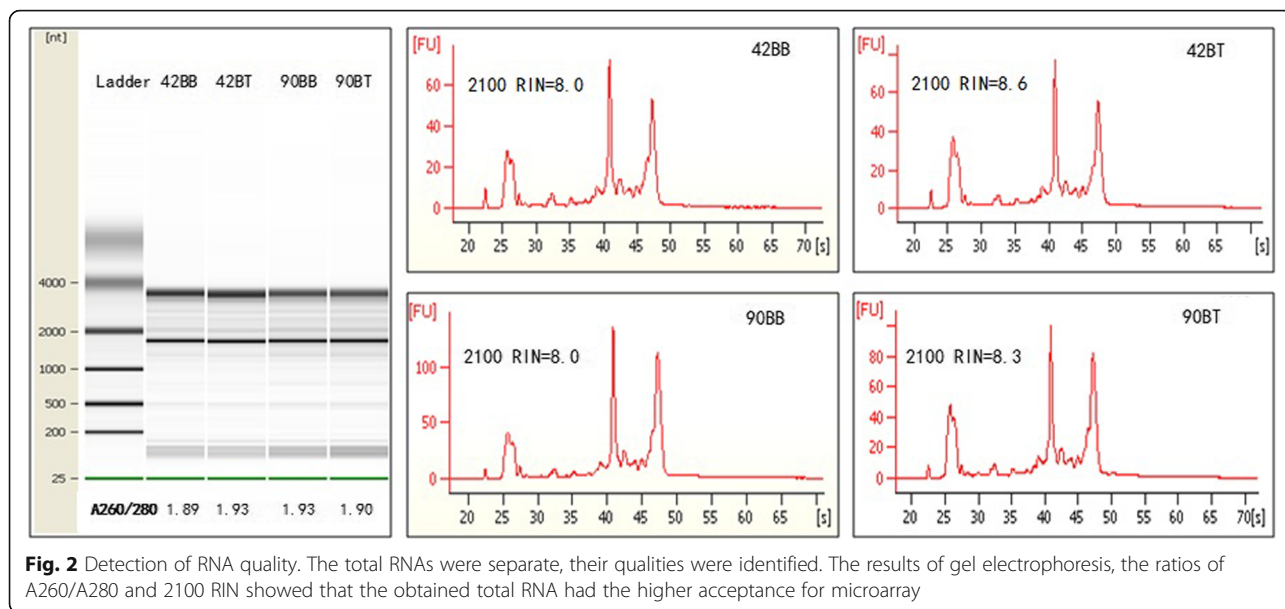 [nt]
Ladder 42BB 42BT 90BB 90BT
4000
2000
1000
500
200
25
A260/280 1.89 1.93 1.93 1.90
[FU] 42BB
2100 RIN=8.0
60
40
20
0
20 25 30 35 40 45 50 55 60 65 [s]
[FU] 42BT
2100 RIN=8.6
60
40
20
0
20 25 30 35 40 45 50 55 60 65 [s]
[FU] 90BB
2100 RIN=8.0
100
50
0
20 25 30 35 40 45 50 55 60 65 [s]
[FU] 90BT
2100 RIN=8.3
80
60
40
20
0
20 25 30 35 40 45 50 55 60 65 70[s]
Fig. 2 Detection of RNA quality. The total RNAs were separate, their qualities were identified. The results of gel electrophoresis, the ratios of
A260/A280 and 2100 RIN showed that the obtained total RNA had the higher acceptance for microarray